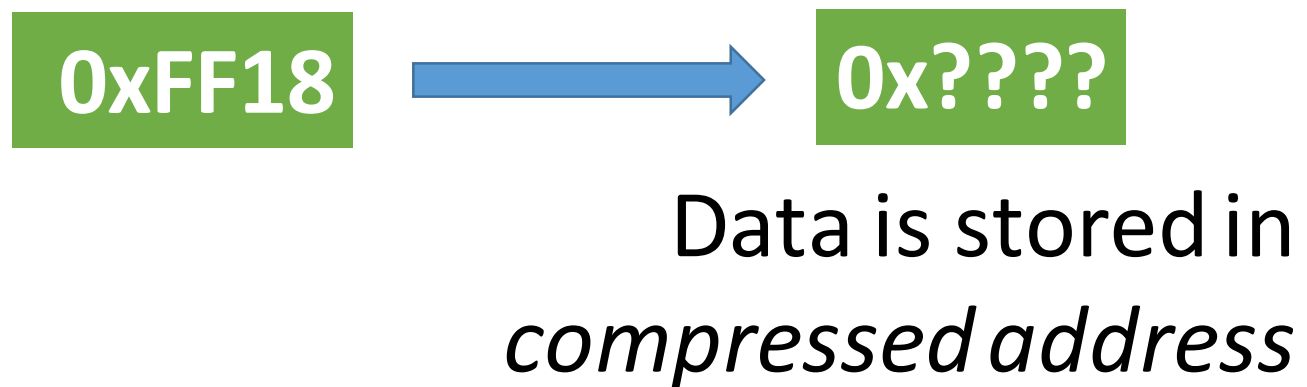 0xFF18
0x????
Data is stored in
compressed address